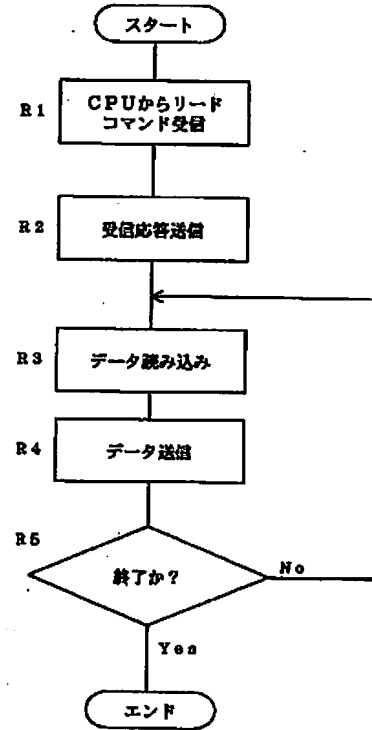 スタート
R1
CPUからリード
コマンド受信
R2
受信応答送信
R3
データ読み込み
R4
データ送信
R5
終了か?
No
Yes
エンド